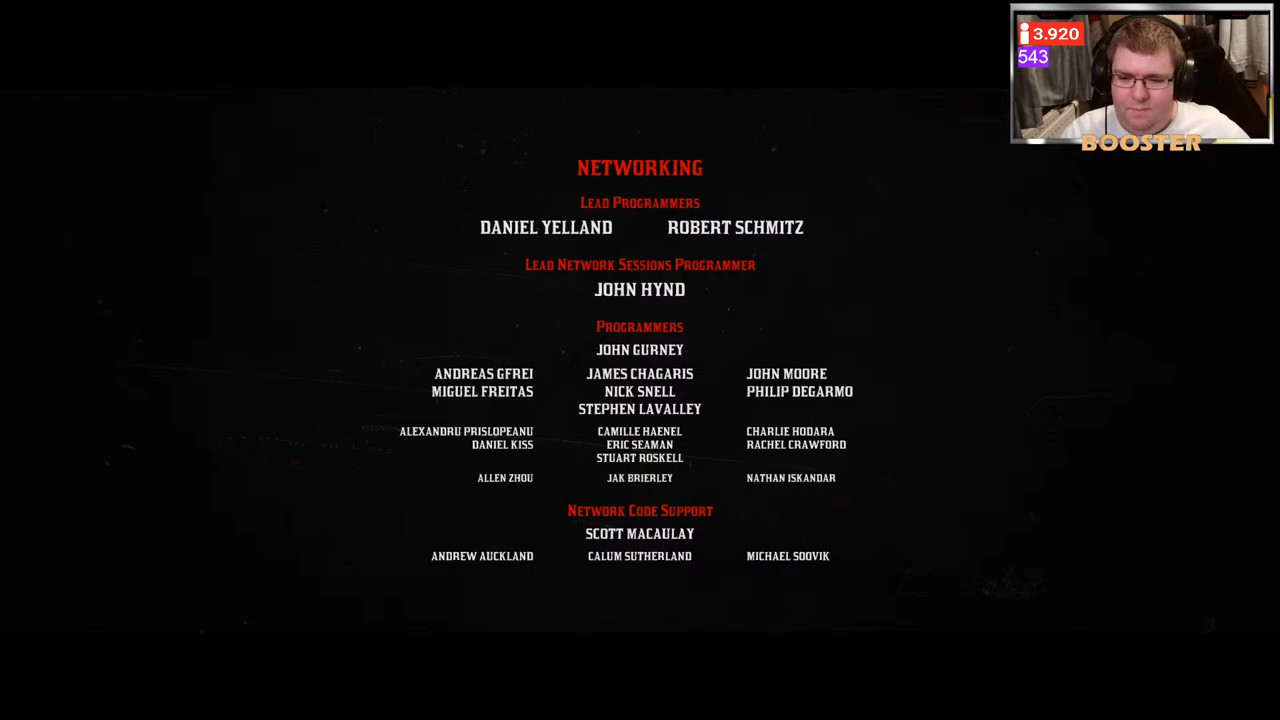 3.920
543
BOOSTER
NETWORKING
LEAD PROGRAMMERS
DANIEL YELLAND ROBERT SCHMITZ
LEAD NETWORK SESSIONS PROGRAMMER
JOHN HYND
PROGRAMMERS
JOHN GURNEY
ANDREAS GFREI JAMES CHAGARIS JOHN MOORE
MIGUEL FREITAS NICK SNELL PHILIP DEGARMO
STEPHEN LAVALLEY
ALEXANDRU PRISLOPEANU CAMILLE HAENEL CHARLIE HODARA
DANIEL KISS ERIC SEAMAN RACHEL CRAWFORD
STUART ROSKELL
ALLEN ZHOU JAK BRIERLEY NATHAN ISKANDAR
NETWORK CODE SUPPORT
SCOTT MACAULAY
ANDREW AUCKLAND CALUM SUTHERLAND MICHAEL SOOVIK